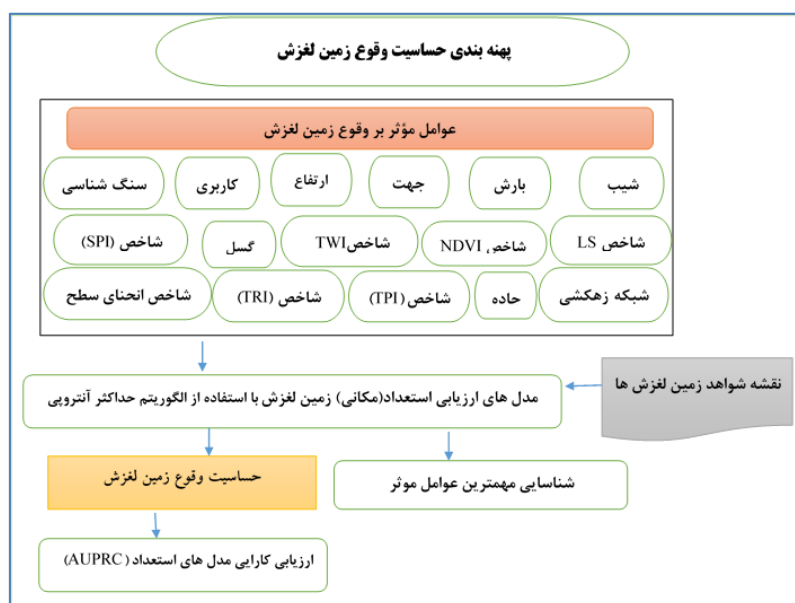 پهنه بندی حساسیت وقوع زمین لغزش
عوامل مؤثر بر وقوع زمین لغزش
شیب
بارش
جهت
ارتفاع
کاربری
سنگ شناسی
شاخص LS
شاخص NDVI
شاخصTWI
گسل
شاخص (SPI)
شبکه زهکشی
جاده
شاخص (TPI)
شاخص (TRI)
شاخص انحنای سطح
نقشه شواهد زمین لغزش ها
مدل های ارزیابی استعداد(مکانی) زمین لغزش با استفاده از الگوریتم حداکثر آنتروپی
حساسیت وقوع زمین لغزش
شناسایی مهمترین عوامل موثر
ارزیابی کارایی مدل های استعداد (AUPRC)